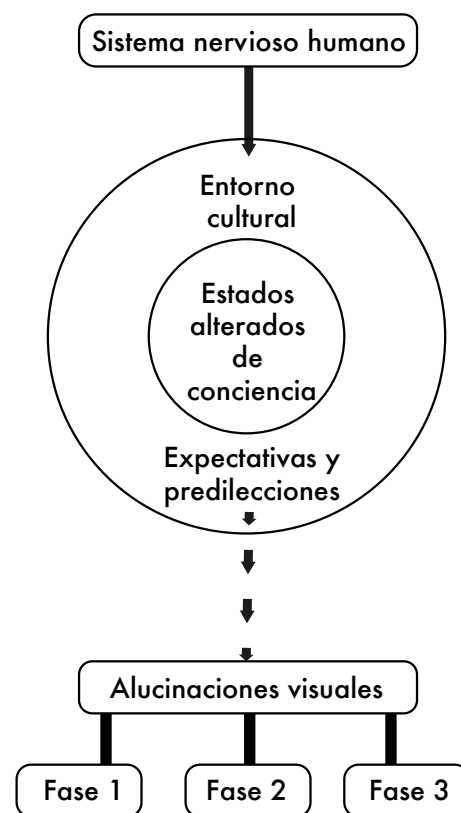 Sistema nervioso humano
Entorno
cultural
Estados
alterados
de
conciencia
Expectativas y
predilecciones
Alucinaciones visuales
Fase 1
Fase 2
Fase 3